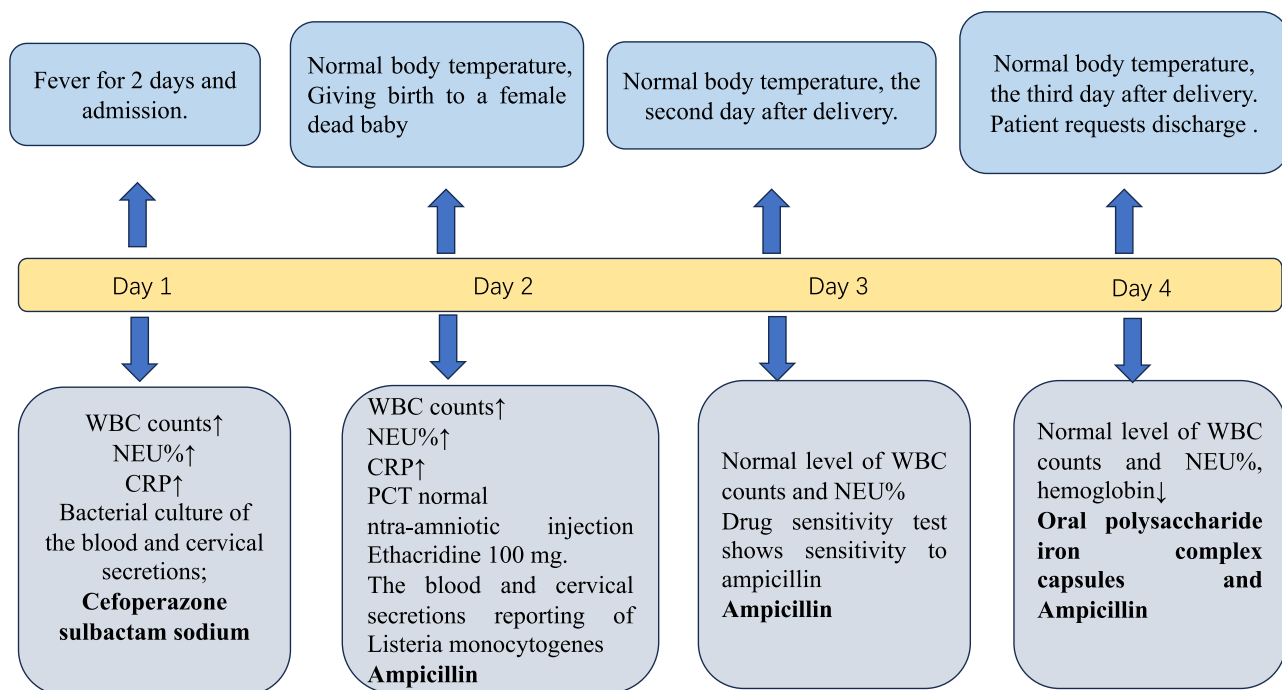 Fever for 2 days and
admission.
Normal body temperature,
Giving birth to a female
dead baby
Normal body temperature, the
second day after delivery.
Normal body temperature,
the third day after delivery.
Patient requests discharge .
Day 1
Day 2
Day 3
Day 4
WBC counts↑
NEU%↑
CRP↑
Bacterial culture of
the blood and cervical
secretions;
Cefoperazone
sulbactam sodium
WBC counts↑
NEU%↑
CRP↑
PCT normal
ntra-amniotic injection
Ethacridine 100 mg.
The blood and cervical
secretions reporting of
Listeria monocytogenes
Ampicillin
Normal level of WBC
counts and NEU%
Drug sensitivity test
shows sensitivity to
ampicillin
Ampicillin
Normal level of WBC
counts and NEU%,
hemoglobin↓
Oral polysaccharide
iron complex
capsules and
Ampicillin